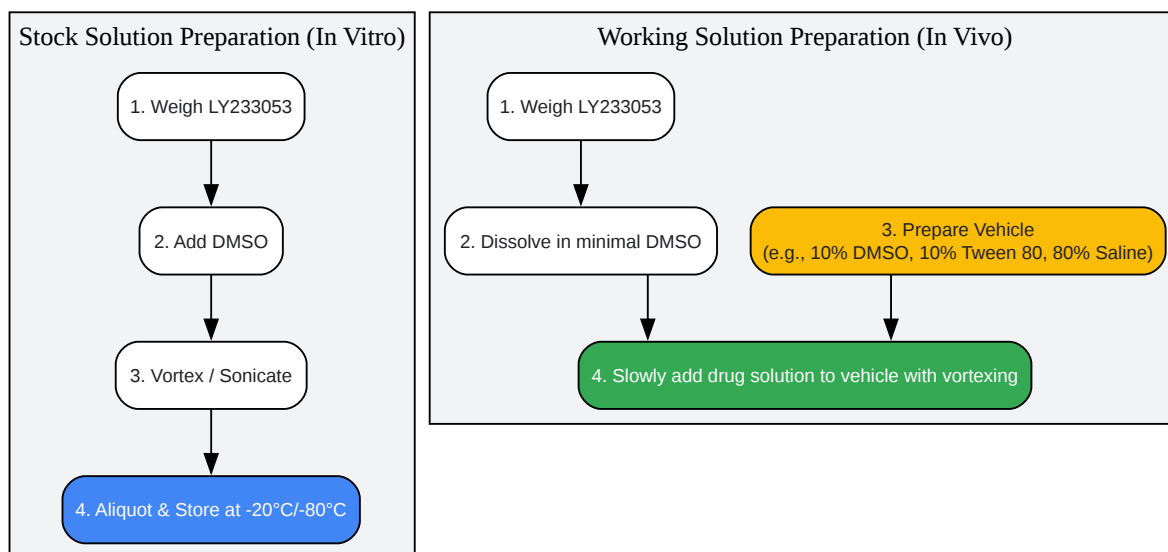 Stock Solution Preparation (In Vitro)
1. Weigh LY233053
2. Add DMSO
3. Vortex / Sonicate
4. Aliquot & Store at -20°C/-80°C
Working Solution Preparation (In Vivo)
1. Weigh LY233053
2. Dissolve in minimal DMSO
3. Prepare Vehicle
(e.g., 10% DMSO, 10% Tween 80, 80% Saline)
4. Slowly add drug solution to vehicle with vortexing